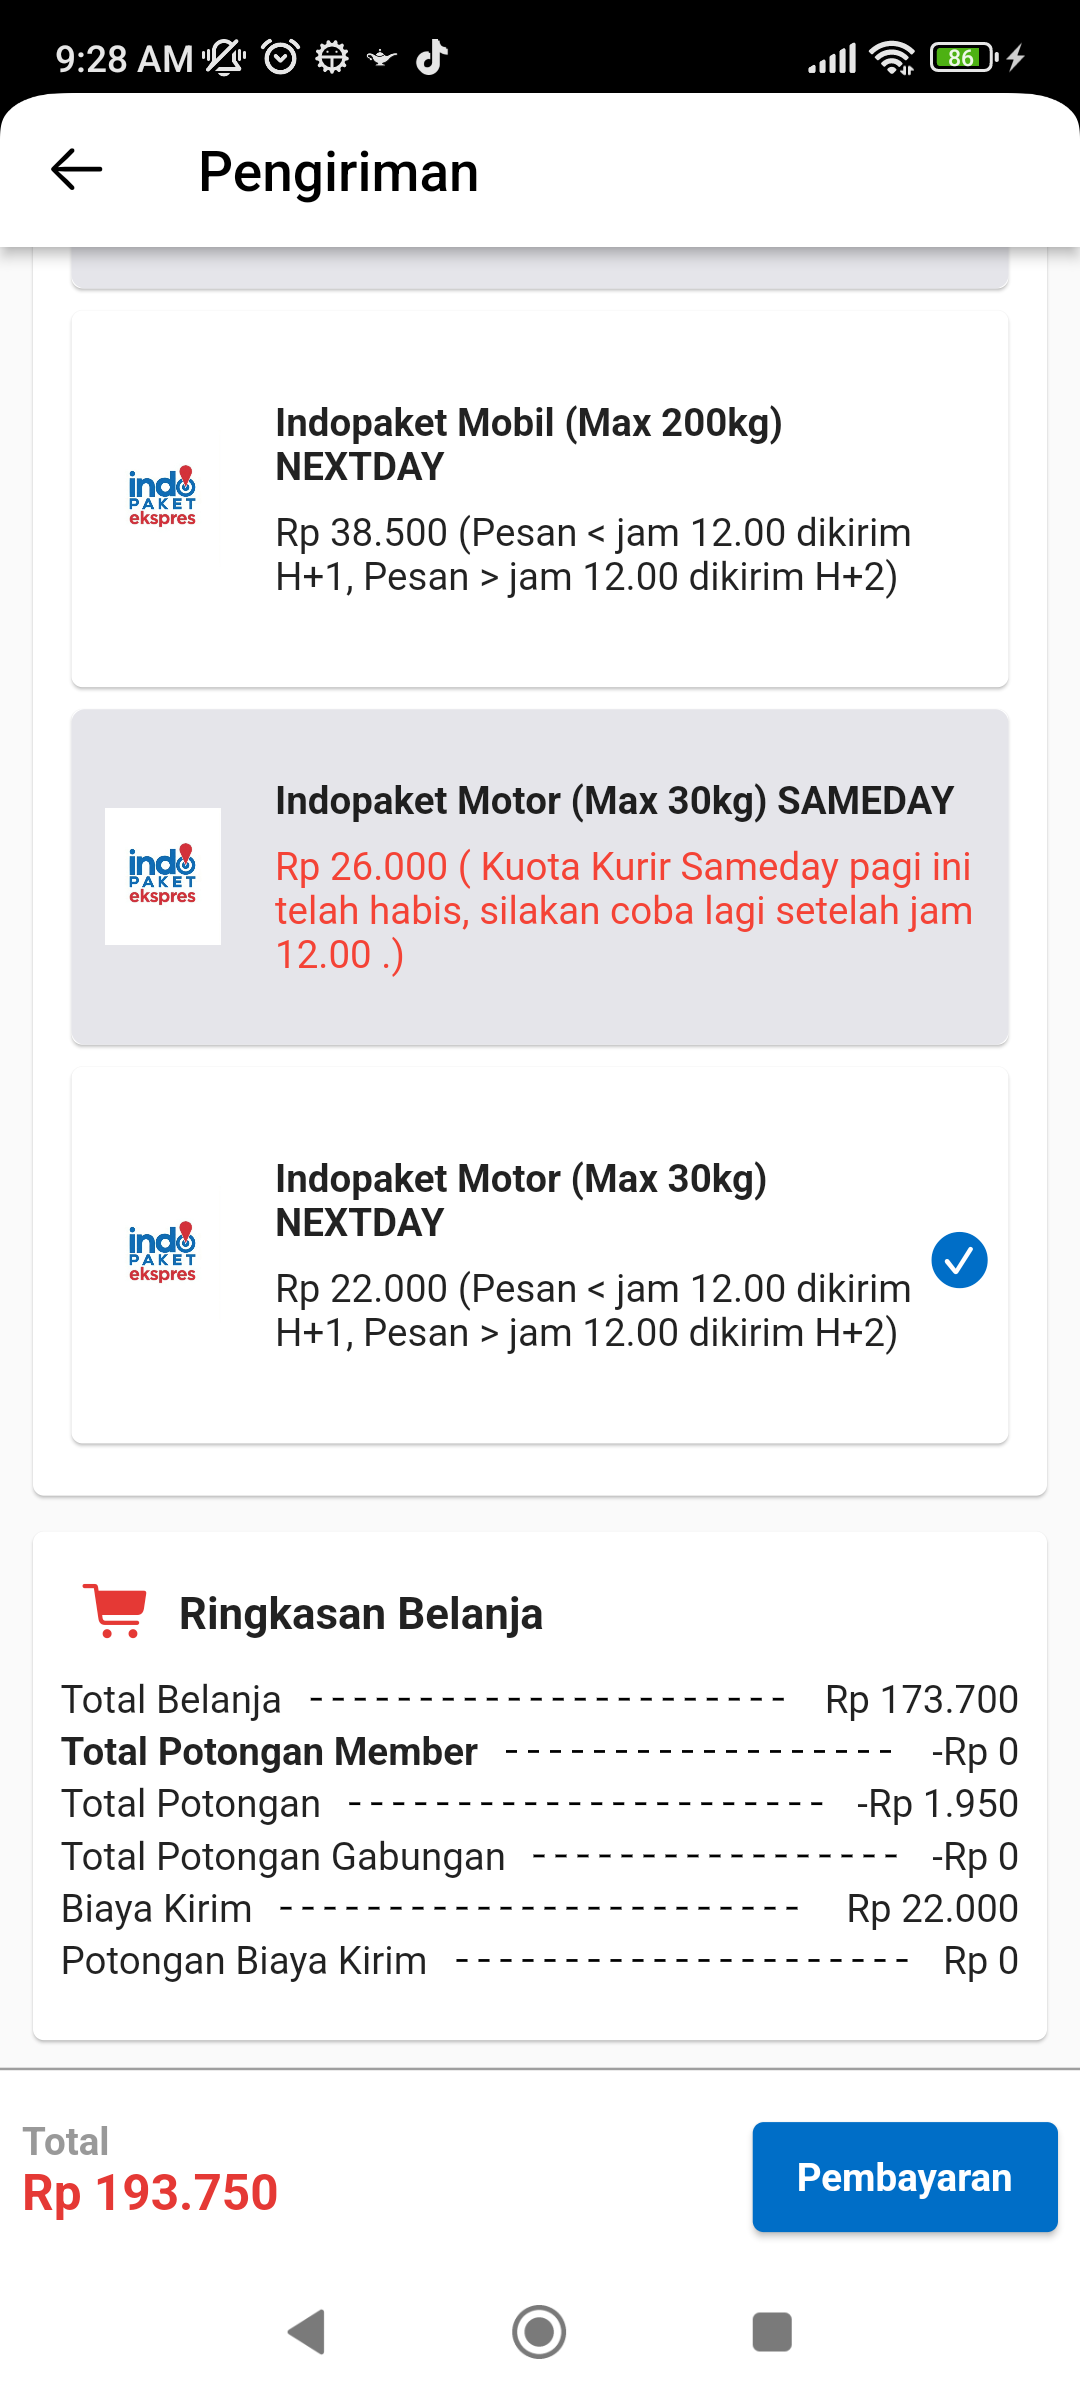 9:28 AM
86
Pengiriman
Indopaket Mobil (Max 200kg)
NEXTDAY
indo
PAKET
ekspres
Rp 38.500 (Pesan < jam 12.00 dikirim
H+1, Pesan > jam 12.00 dikirim H+2)
Indopaket Motor (Max 30kg) SAMEDAY
indo
PAKET
ekspres
Rp 26.000 ( Kuota Kurir Sameday pagi ini
telah habis, silakan coba lagi setelah jam
12.00 .)
Indopaket Motor (Max 30kg)
NEXTDAY
indo
PAKET
ekspres
Rp 22.000 (Pesan < jam 12.00 dikirim
H+1, Pesan > jam 12.00 dikirim H+2)
Ringkasan Belanja
Total Belanja ---------------------- Rp 173.700
Total Potongan Member ------------------ -Rp 0
Total Potongan ---------------------- -Rp 1.950
Total Potongan Gabungan ----------------- -Rp 0
Biaya Kirim ------------------------ Rp 22.000
Potongan Biaya Kirim --------------------- Rp 0
Total
Rp 193.750
Pembayaran